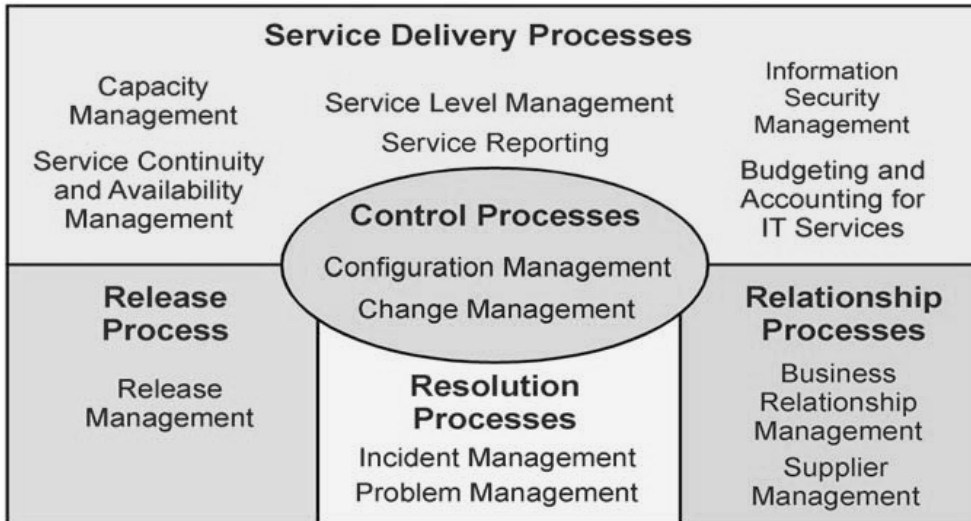 Service Delivery Processes
Capacity
Management
Service Continuity
and Availability
Management
Service Level Management
Service Reporting
Information
Security
Management
Budgeting and
Accounting for
IT Services
Control Processes
Configuration Management
Change Management
Release
Process
Release
Management
Resolution
Processes
Incident Management
Problem Management
Relationship
Processes
Business
Relationship
Management
Supplier
Management